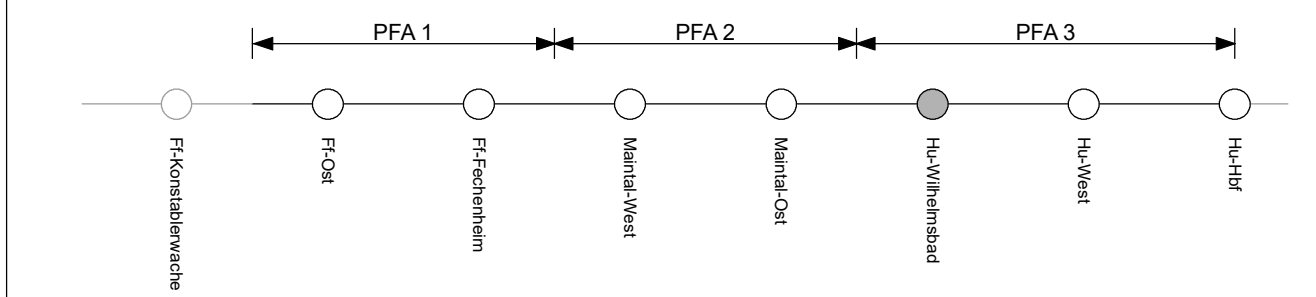 PFA 1
PFA 2
PFA 3
Ff-Konstablerwache
Ff-Ost
Ff-Fechenheim
Maintal-West
Maintal-Ost
Hu-Wilhelmsbad
Hu-West
Hu-Hbf